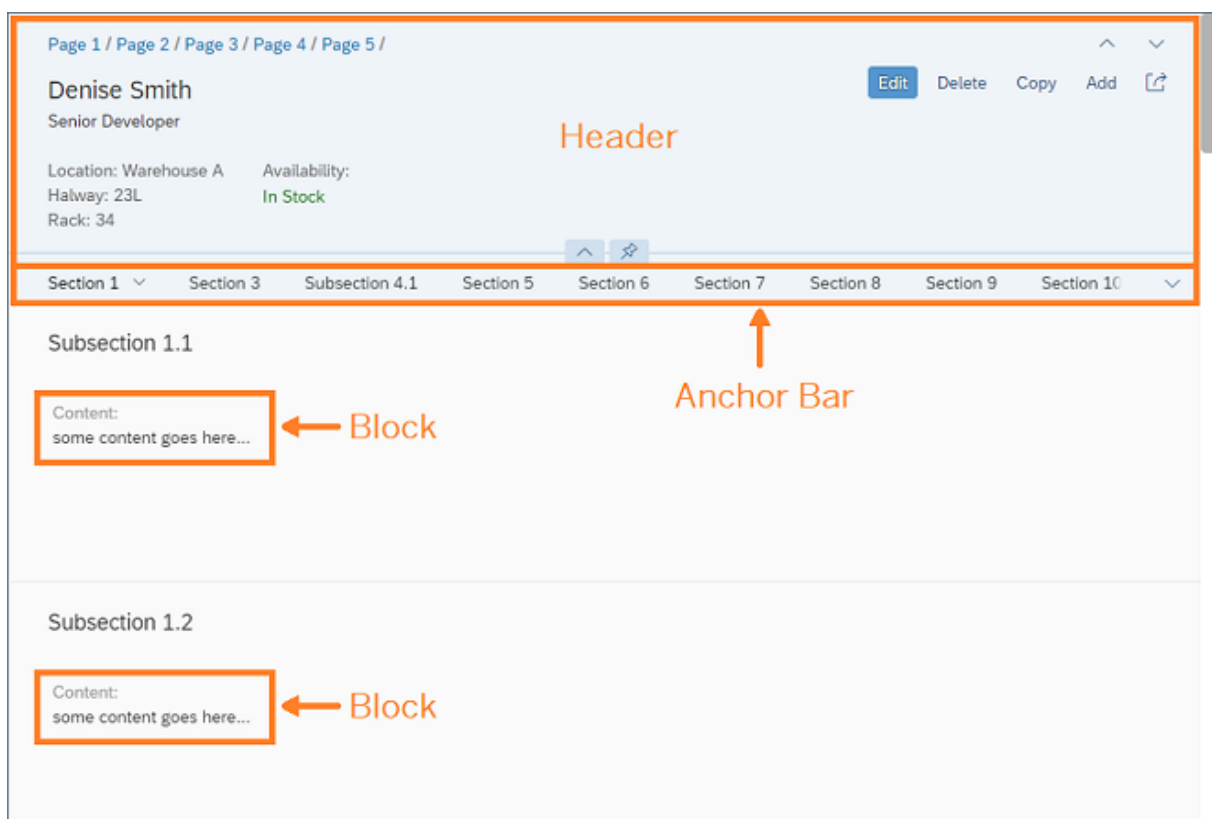 Page 1 / Page 2 / Page 3 / Page 4 / Page 5 /
Denise Smith
Edit Delete Copy Add
Senior Developer
Header
Location: Warehouse A Availability:
Halway: 23L In Stock
Rack: 34
Section 1 Section 3 Subsection 4.1 Section 5 Section 6 Section 7 Section 8 Section 9 Section 10
Subsection 1.1
Anchor Bar
Content:
some content goes here...
Block
Subsection 1.2
Content:
some content goes here...
Block